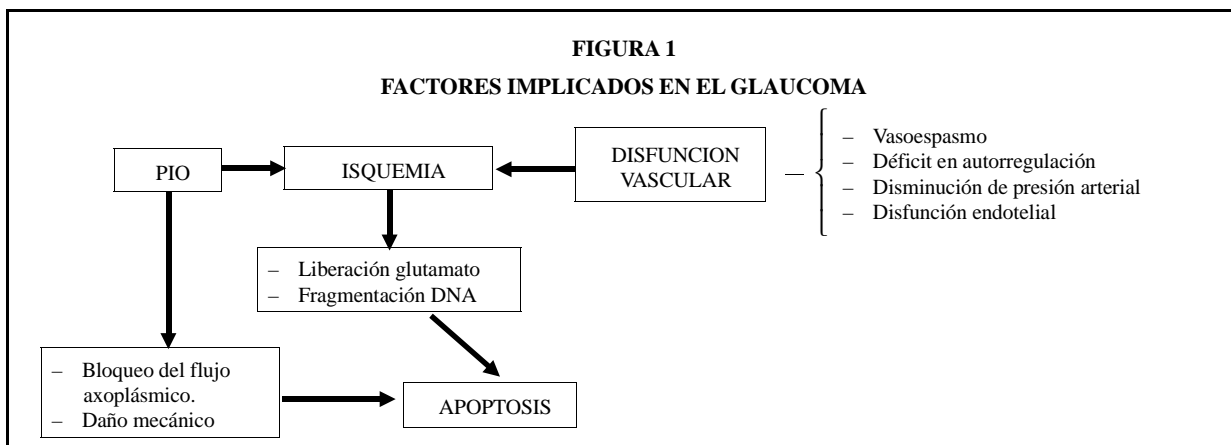 FIGURA 1
FACTORES IMPLICADOS EN EL GLAUCOMA
PIO
ISQUEMIA
DISFUNCION
VASCULAR
–
– Vasoespasmo
– Déficit en autorregulación
– Disminución de presión arterial
– Disfunción endotelial
– Liberación glutamato
– Fragmentación DNA
– Bloqueo del flujo
axoplásmico.
– Daño mecánico
APOPTOSIS